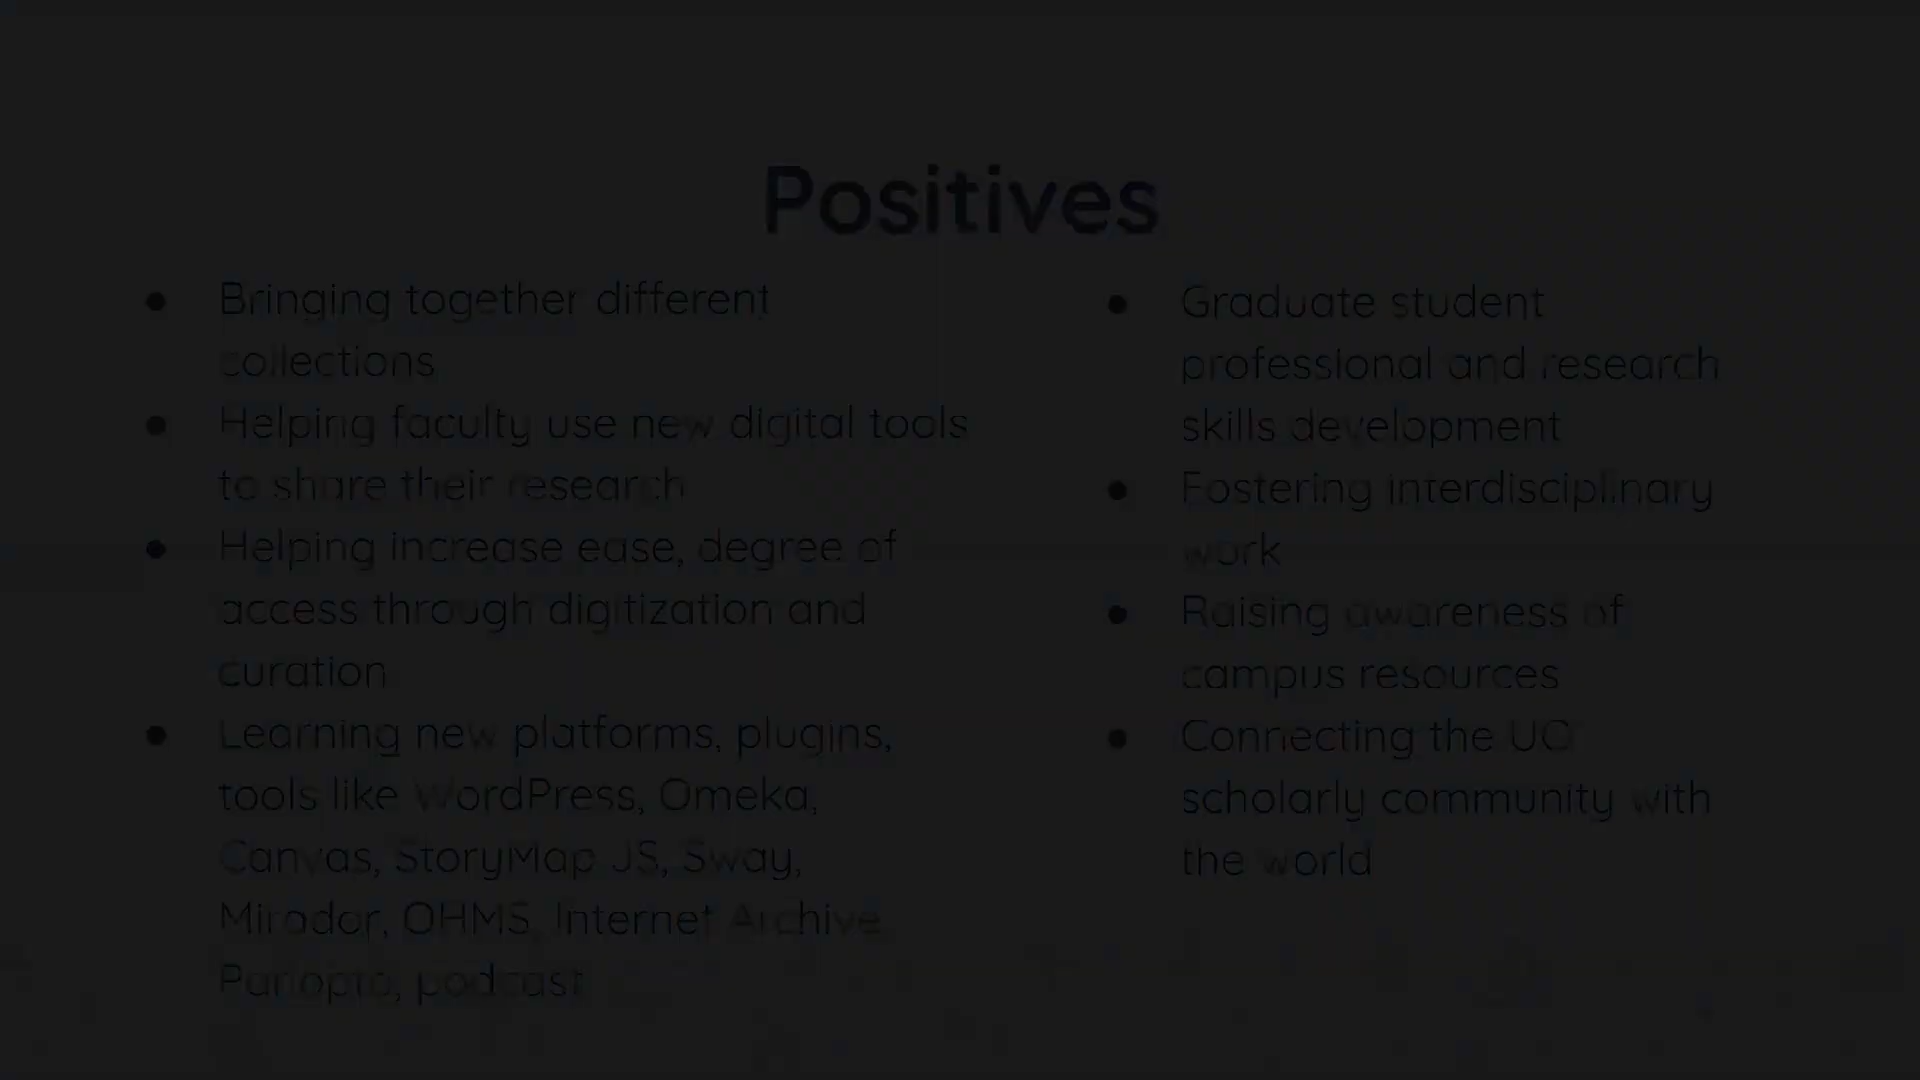 Positives
Bringing together different
collections
Helping faculty use new digital tools
to share their research
Helping increase ease, degree of
access through digitization and
curation
Learning new platforms, plugins,
tools like WordPress, Omeka,
Canvas, StoryMap JS, Sway,
Mirador, OHMS, Internet Archive
Panopto, podcast
Graduate student
professional and research
skills development
Fostering interdisciplinary
work
Raising awareness of
campus resources
Connecting the UO
scholarly community with
the world